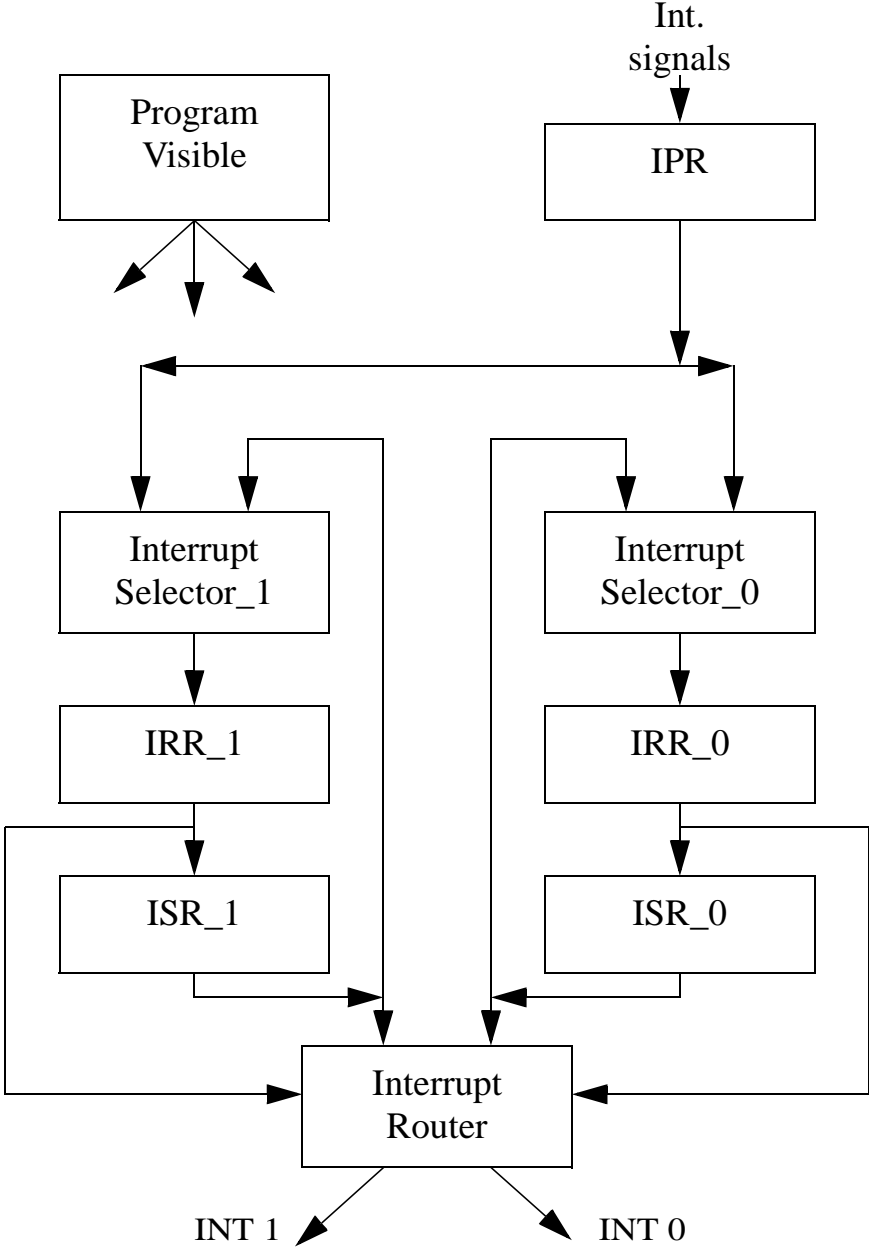 Int.
signals
Program
Visible
IPR
Interrupt
Selector_1
Interrupt
Selector_0
IRR_1
IRR_0
ISR_1
ISR_0
Interrupt
Router
INT 1
INT 0